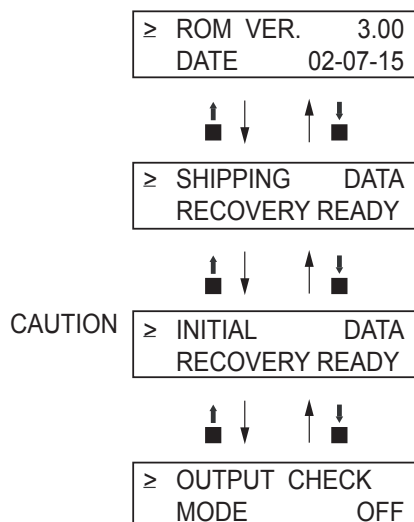 ≥ ROM VER. 3.00
DATE 02-07-15
≥ SHIPPING DATA
RECOVERY READY
CAUTION
≥ INITIAL DATA
RECOVERY READY
≥ OUTPUT CHECK
MODE OFF